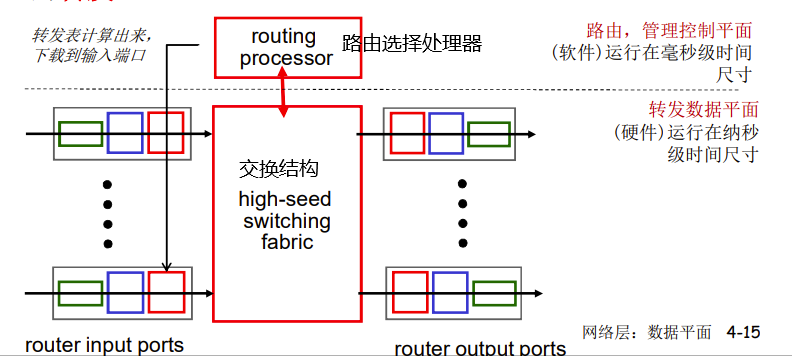 转发表计算出来，
下载到输入端口
routing
processor
路由选择处理器
路由，管理控制平面
(软件)运行在毫秒级时间
尺寸
转发数据平面
(硬件)运行在纳秒
级时间尺寸
交换结构
high-seed
switching
fabric
router input ports
router output ports
网络层：数据平面 4-15